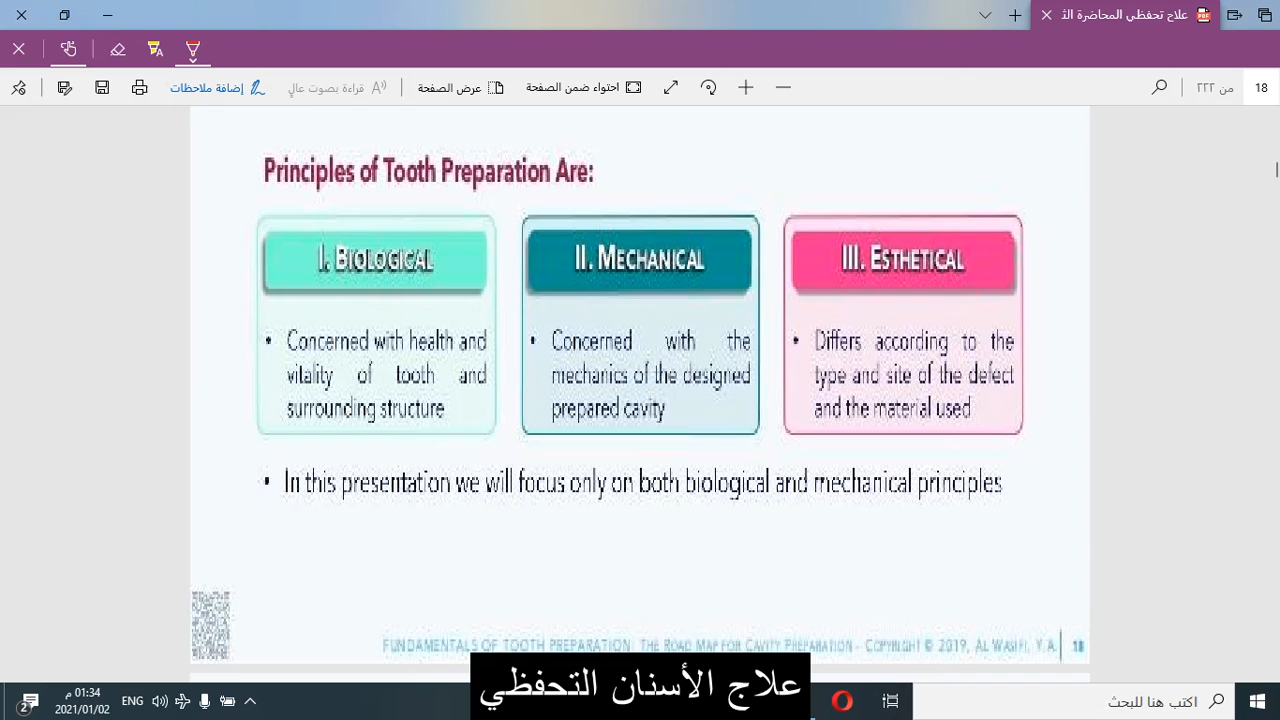 علاج تحفظي المحاضرة الث
18
من ٢٢٢
احتواء ضمن الصفحة
عرض الصفحة
قراءة بصوت عالٍ
إضافة ملاحظات
Principles of Tooth Preparation Are:
I. BIOLOGICAL
• Concerned with health and
vitality of tooth and
surrounding structure
II. MECHANICAL
• Concerned with the
mechanics of the designed
prepared cavity
III. ESTHETICAL
• Differs according to the
type and site of the defect
and the material used
• In this presentation we will focus only on both biological and mechanical principles
FUNDAMENTALS OF TOOTH PREPARATION: THE ROAD MAP FOR CAVITY PREPARATION - COPYRIGHT © 2019, AL WASIFI, Y. A. 18
علاج الأسنان التحفظي
اكتب هنا للبحث
ENG
01:34 م
2021/01/02